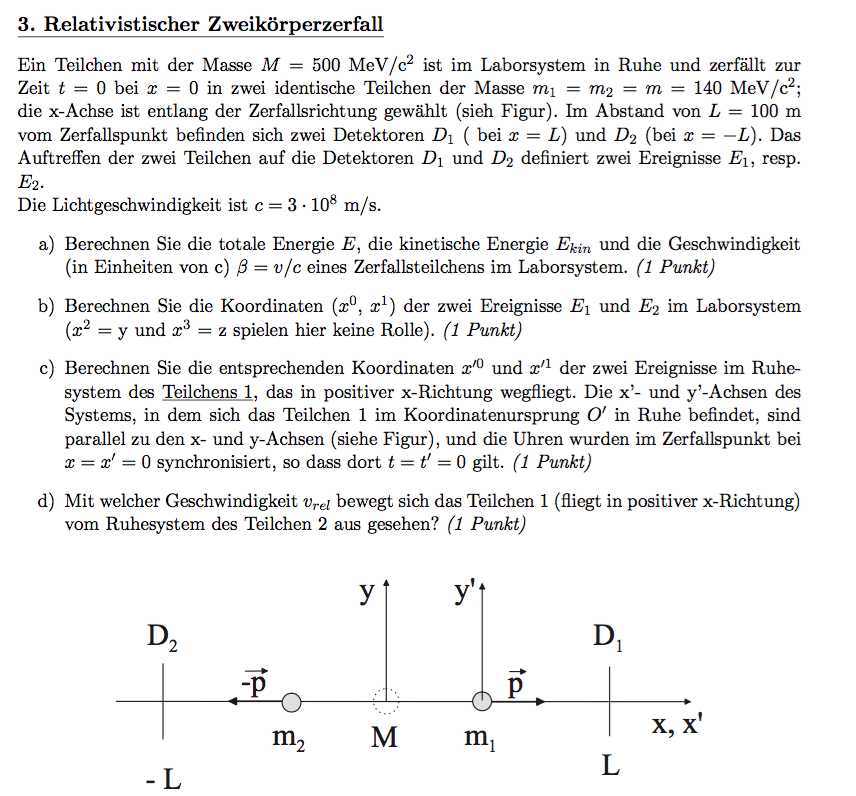 3. Relativistischer Zweikörperzerfall
Ein Teilchen mit der Masse M = 500 MeV/c² ist im Laborsystem in Ruhe und zerfällt zur
Zeit t = 0 bei x = 0 in zwei identische Teilchen der Masse m₁ = m₂ = m = 140 MeV/c²;
die x-Achse ist entlang der Zerfallsrichtung gewählt (sieh Figur). Im Abstand von L = 100 m
vom Zerfallspunkt befinden sich zwei Detektoren D₁ ( bei x = L) und D₂ (bei x = −L). Das
Auftreffen der zwei Teilchen auf die Detektoren D₁ und D₂ definiert zwei Ereignisse E₁, resp.
E₂.
Die Lichtgeschwindigkeit ist c = 3 · 10⁸ m/s.
a) Berechnen Sie die totale Energie E, die kinetische Energie E_kin und die Geschwindigkeit
(in Einheiten von c) β = v/c eines Zerfallsteilchens im Laborsystem. (1 Punkt)
b) Berechnen Sie die Koordinaten (x⁰, x¹) der zwei Ereignisse E₁ und E₂ im Laborsystem
(x² = y und x³ = z spielen hier keine Rolle). (1 Punkt)
c) Berechnen Sie die entsprechenden Koordinaten x′⁰ und x′¹ der zwei Ereignisse im Ruhe-
system des Teilchens 1, das in positiver x-Richtung wegfliegt. Die x’- und y’-Achsen des
Systems, in dem sich das Teilchen 1 im Koordinatenursprung O′ in Ruhe befindet, sind
parallel zu den x- und y-Achsen (siehe Figur), und die Uhren wurden im Zerfallspunkt bei
x = x′ = 0 synchronisiert, so dass dort t = t′ = 0 gilt. (1 Punkt)
d) Mit welcher Geschwindigkeit v_rel bewegt sich das Teilchen 1 (fliegt in positiver x-Richtung)
vom Ruhesystem des Teilchen 2 aus gesehen? (1 Punkt)
y y'
D₂ D₁
-p⃗ p⃗
m₂ M m₁ x, x'
- L L